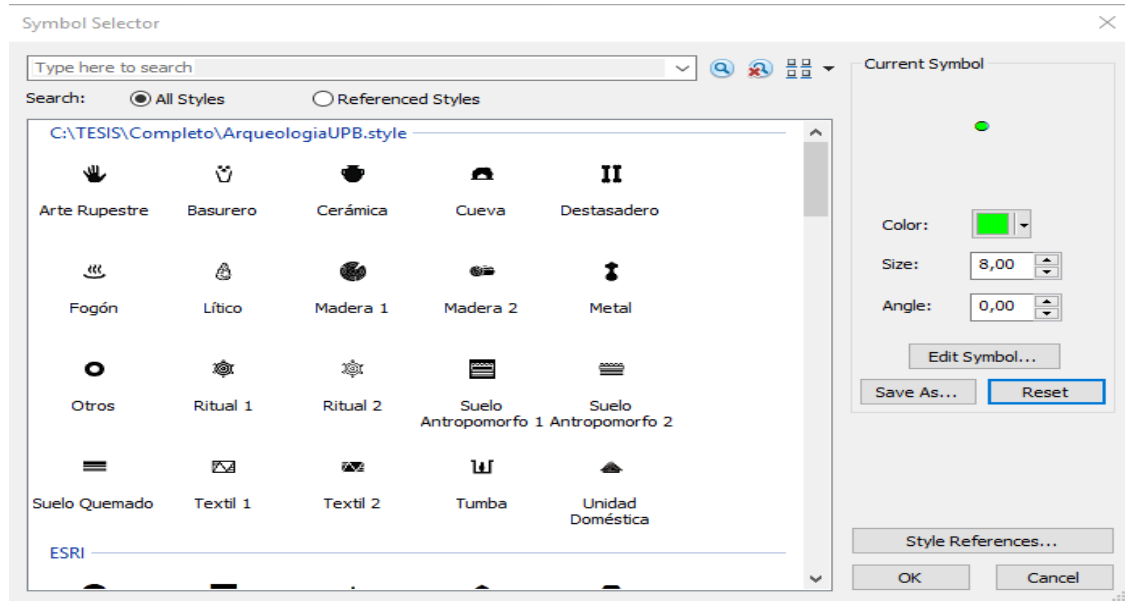 Symbol Selector
Type here to search
Search:
All Styles
Referenced Styles
C:\TESIS\Completo\ArqueologiaUPB.style
Arte Rupestre
Basurero
Cerámica
Cueva
Destasadero
Fogón
Lítico
Madera 1
Madera 2
Metal
Otros
Ritual 1
Ritual 2
Suelo
Antropomorfo 1
Suelo
Antropomorfo 2
Suelo Quemado
Textil 1
Textil 2
Tumba
Unidad
Doméstica
ESRI
Current Symbol
Color:
Size:
8,00
Angle:
0,00
Edit Symbol...
Save As...
Reset
Style References...
OK
Cancel